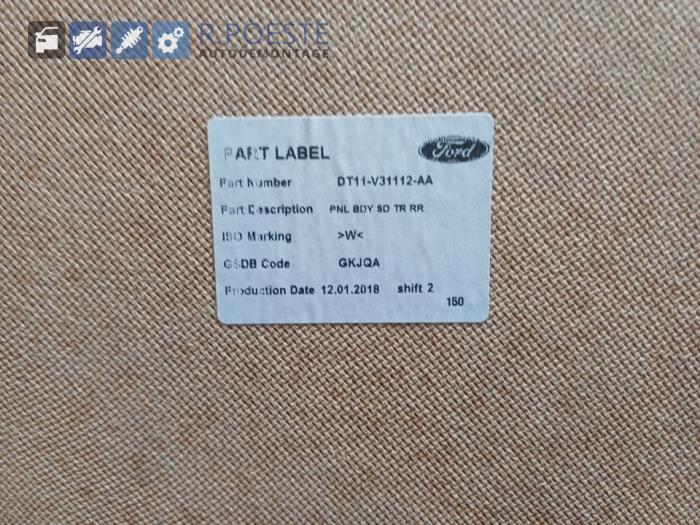 R.POESTE
AUTODEMONTAGE
PART LABEL
Ford
Part Number DT11-V31112-AA
Part Description PNL BDY SD TR RR
ISO Marking >W<
GSDB Code GKJQA
Production Date 12.01.2018 shift 2
150